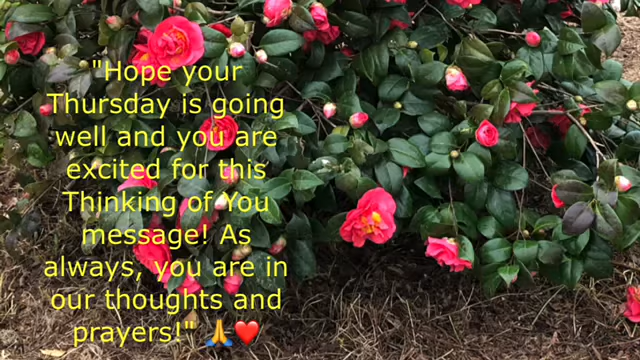 "Hope your
Thursday is going
well and you are
excited for this
Thinking of You
message! As
always, you are in
our thoughts and
prayers!" 🙏❤️